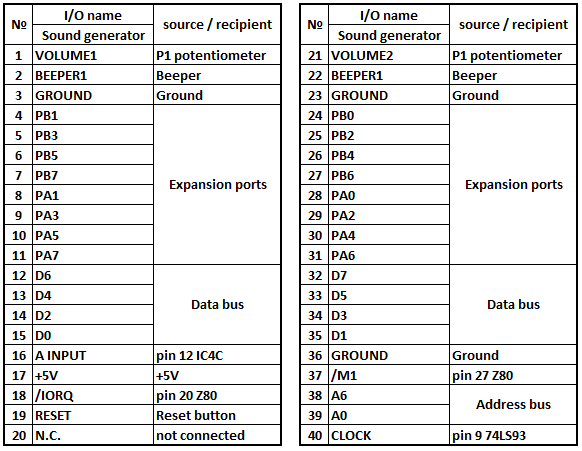 № I/O name source / recipient
Sound generator
1 VOLUME1 P1 potentiometer
2 BEEPER1 Beeper
3 GROUND Ground
4 PB1
5 PB3
6 PB5
7 PB7
Expansion ports
8 PA1
9 PA3
10 PA5
11 PA7
12 D6
13 D4
Data bus
14 D2
15 D0
16 A INPUT pin 12 IC4C
17 +5V +5V
18 /IORQ pin 20 Z80
19 RESET Reset button
20 N.C. not connected
№ I/O name source / recipient
Sound generator
21 VOLUME2 P1 potentiometer
22 BEEPER1 Beeper
23 GROUND Ground
24 PB0
25 PB2
26 PB4
27 PB6
Expansion ports
28 PA0
29 PA2
30 PA4
31 PA6
32 D7
33 D5
Data bus
34 D3
35 D1
36 GROUND Ground
37 /M1 pin 27 Z80
38 A6
Address bus
39 A0
40 CLOCK pin 9 74LS93